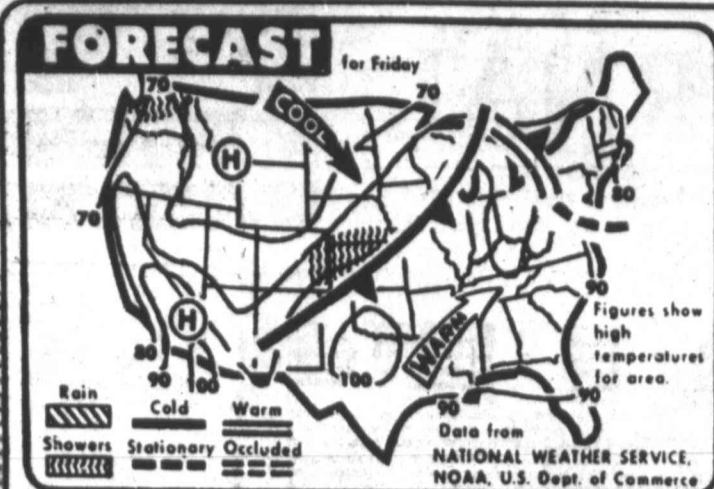 FORECAST
for Friday
70
COOL
70
H
80
70
H
90
Figures show
high
temperatures
for area.
WARM
80
90
100
100
90
90
Rain
Cold
Warm
Showers
Stationary
Occluded
Data from
NATIONAL WEATHER SERVICE,
NOAA, U.S. Dept. of Commerce